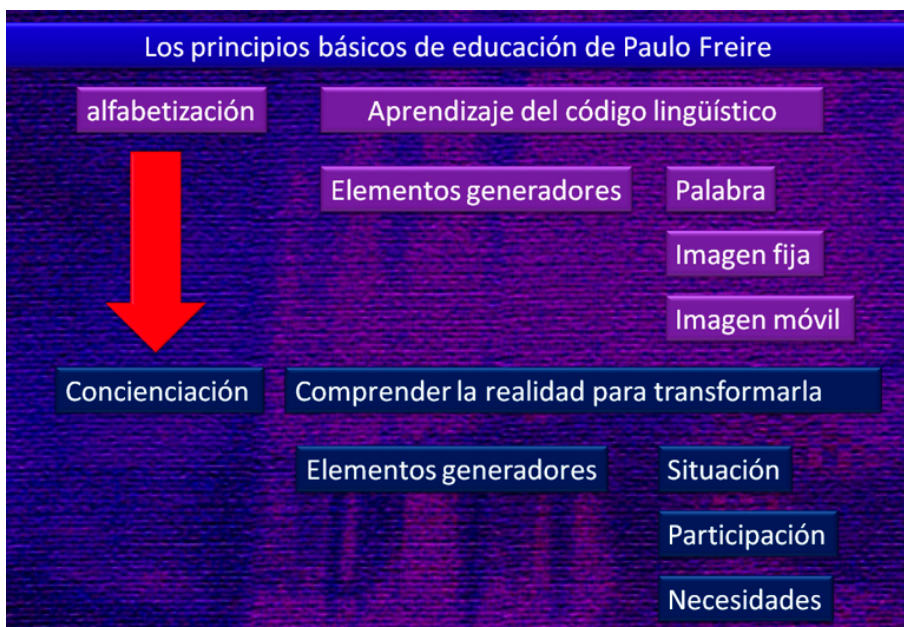 Los principios básicos de educación de Paulo Freire
alfabetización
Aprendizaje del código lingüístico
Elementos generadores
Palabra
Imagen fija
Imagen móvil
Concienciación
Comprender la realidad para transformarla
Elementos generadores
Situación
Participación
Necesidades